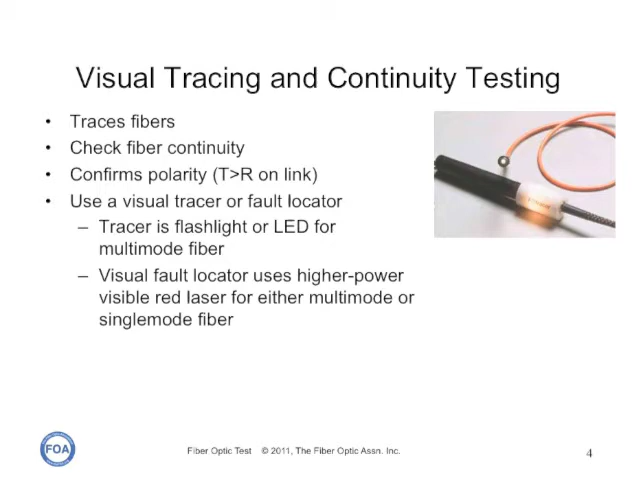 Visual Tracing and Continuity Testing
• Traces fibers
• Check fiber continuity
• Confirms polarity (T>R on link)
• Use a visual tracer or fault locator
– Tracer is flashlight or LED for
multimode fiber
– Visual fault locator uses higher-power
visible red laser for either multimode or
singlemode fiber
FOA
Fiber Optic Test © 2011, The Fiber Optic Assn. Inc.
4